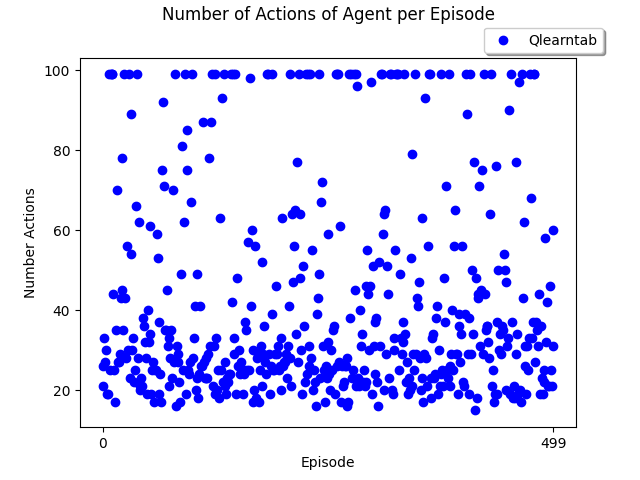 Number of Actions of Agent per Episode
Qlearntab
100
80
60
40
20
Number Actions
0
499
Episode